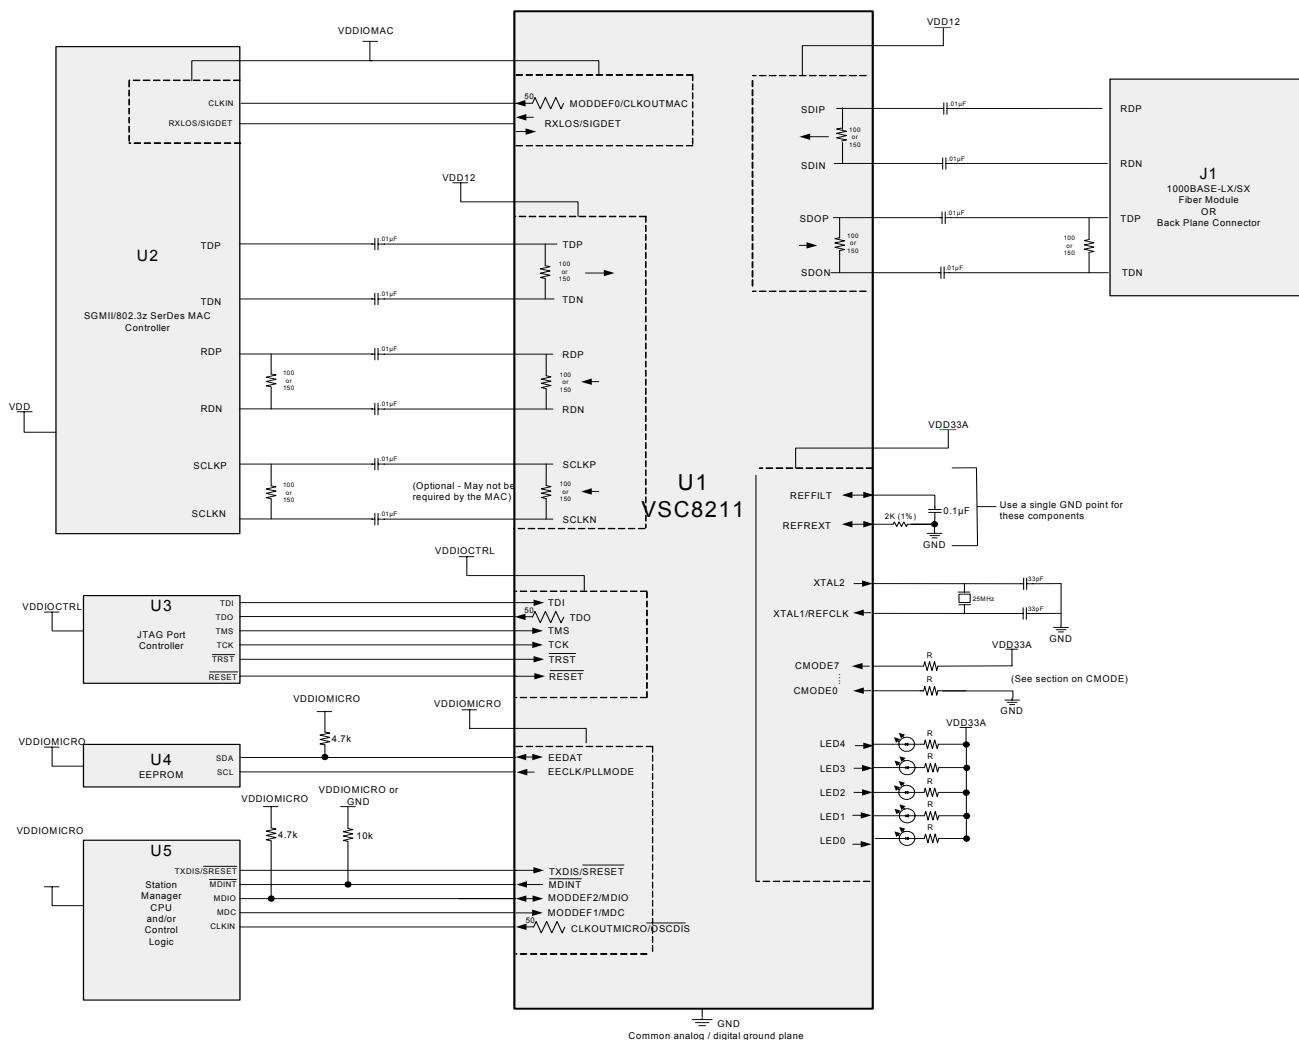 VDDIOMAC
VDD12
CLKIN
50
MODDEF0/CLKOUTMAC
RXLOS/SIGDET
RXLOS/SIGDET
SDIP
.01µF
RDP
100
or
150
SDIN
.01µF
RDN
J1
1000BASE-LX/SX
Fiber Module
OR
Back Plane Connector
VDD12
SDOP
.01µF
TDP
100
or
150
100
or
150
SDON
.01µF
TDN
U2
SGMII/802.3z SerDes MAC
Controller
TDP
.01µF
TDP
100
or
150
TDN
.01µF
TDN
RDP
.01µF
RDP
100
or
150
100
or
150
RDN
.01µF
RDN
VDD
SCLKP
.01µF
SCLKP
100
or
150
(Optional - May not be
required by the MAC)
100
or
150
SCLKN
.01µF
SCLKN
U1
VSC8211
VDD33A
REFFILT
0.1µF
Use a single GND point for
these components
REFREXT
2K (1%)
GND
XTAL2
33pF
25MHz
XTAL1/REFCLK
33pF
GND
VDD33A
CMODE7
R
(See section on CMODE)
CMODE0
R
GND
VDD33A
LED4
R
LED3
R
LED2
R
LED1
R
LED0
R
VDDIOCTRL
VDDIOCTRL
U3
JTAG Port
Controller
TDI
TDO
TMS
TCK
TRST
RESET
TDI
50
TDO
TMS
TCK
TRST
RESET
VDDIOMICRO
VDDIOMICRO
4.7k
VDDIOMICRO
U4
EEPROM
SDA
SCL
EEDAT
EECLK/PLLMODE
VDDIOMICRO
4.7k
VDDIOMICRO or
GND
10k
VDDIOMICRO
U5
Station
Manager
CPU
and/or
Control
Logic
TXDIS/SRESET
MDINT
MDIO
MDC
CLKIN
TXDIS/SRESET
MDINT
MODDEF2/MDIO
MODDEF1/MDC
50
CLKOUTMICRO/OSCDIS
GND
Common analog / digital ground plane